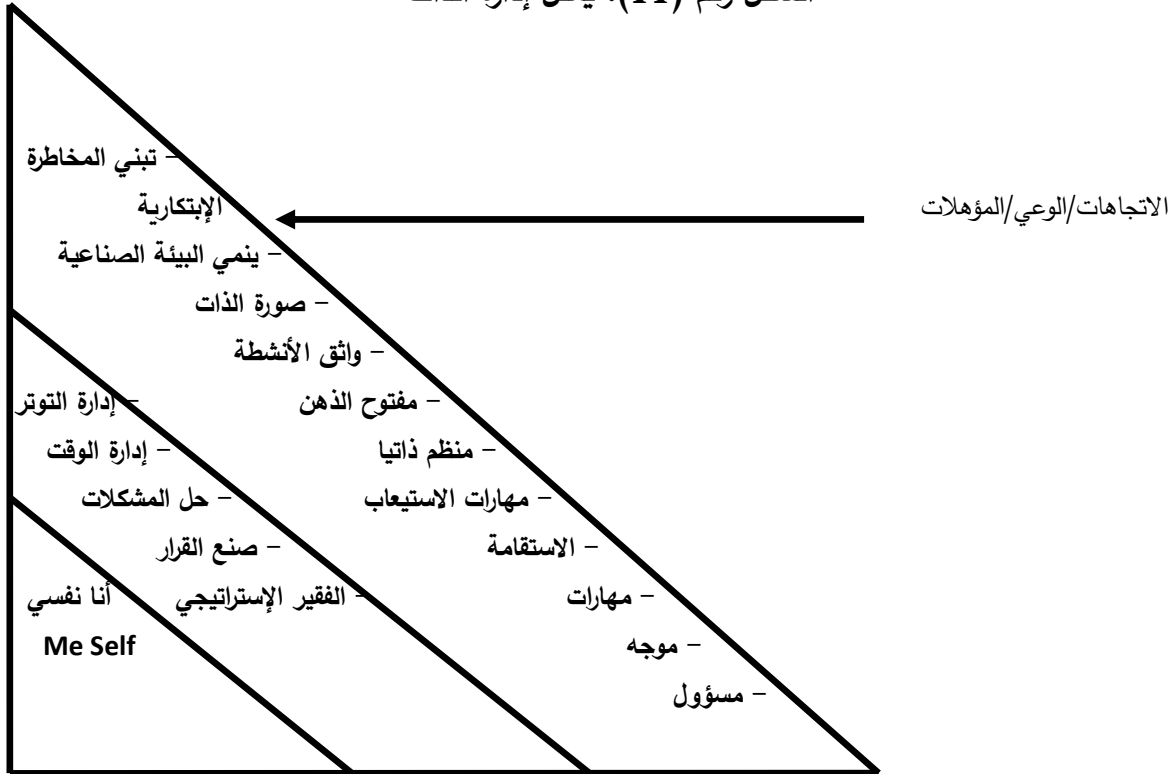 الشكل رقم (11): هياكل إدارة الذات
- تبني المخاطرة
الإبتكارية
- ينمي البيئة الصناعية
- صورة الذات
- واثق الأنشطة
- مفتوح الذهن
- منظم ذاتيا
- مهارات الاستيعاب
- الاستقامة
- مهارات
- موجه
- مسؤول
الاتجاهات/الوعي/المؤهلات
- إدارة التوتر
- إدارة الوقت
- حل المشكلات
- صنع القرار
- الفقير الإستراتيجي
أنا نفسي
Me Self